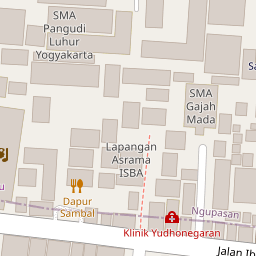 SMA
Pangudi
Luhur
Yogyakarta
SMA
Gajah
Mada
Lapangan
Asrama
ISBA
Dapur
Sambal
Ngupasan
Klinik Yudhonegaran
Jalan Ib